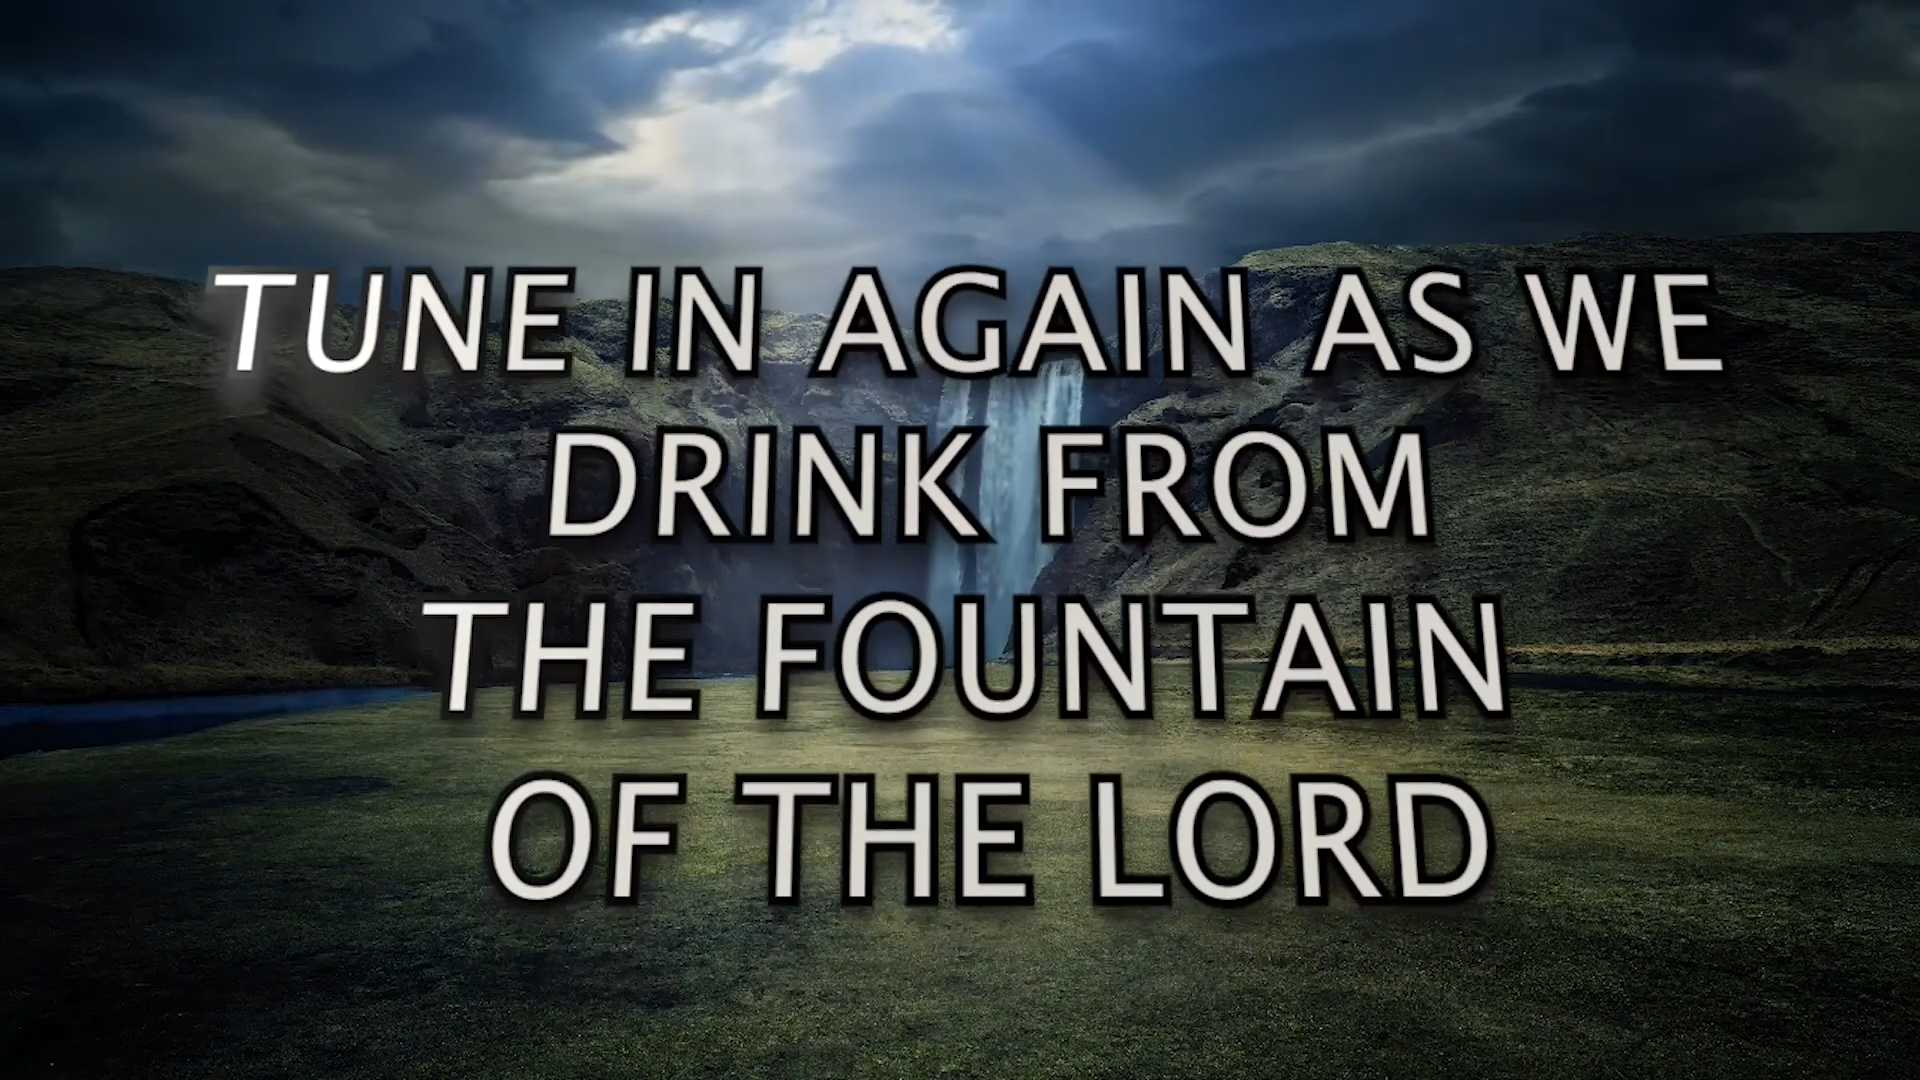 TUNE IN AGAIN AS WE
DRINK FROM
THE FOUNTAIN
OF THE LORD